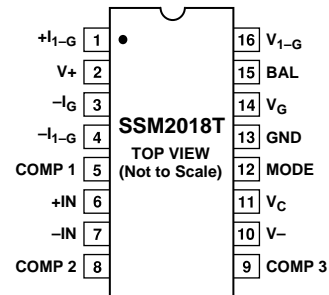 +I1–G 1
V+ 2
–IG 3
–I1–G 4
COMP 1 5
+IN 6
–IN 7
COMP 2 8
SSM2018T
TOP VIEW
(Not to Scale)
16 V1–G
15 BAL
14 VG
13 GND
12 MODE
11 VC
10 V–
9 COMP 3